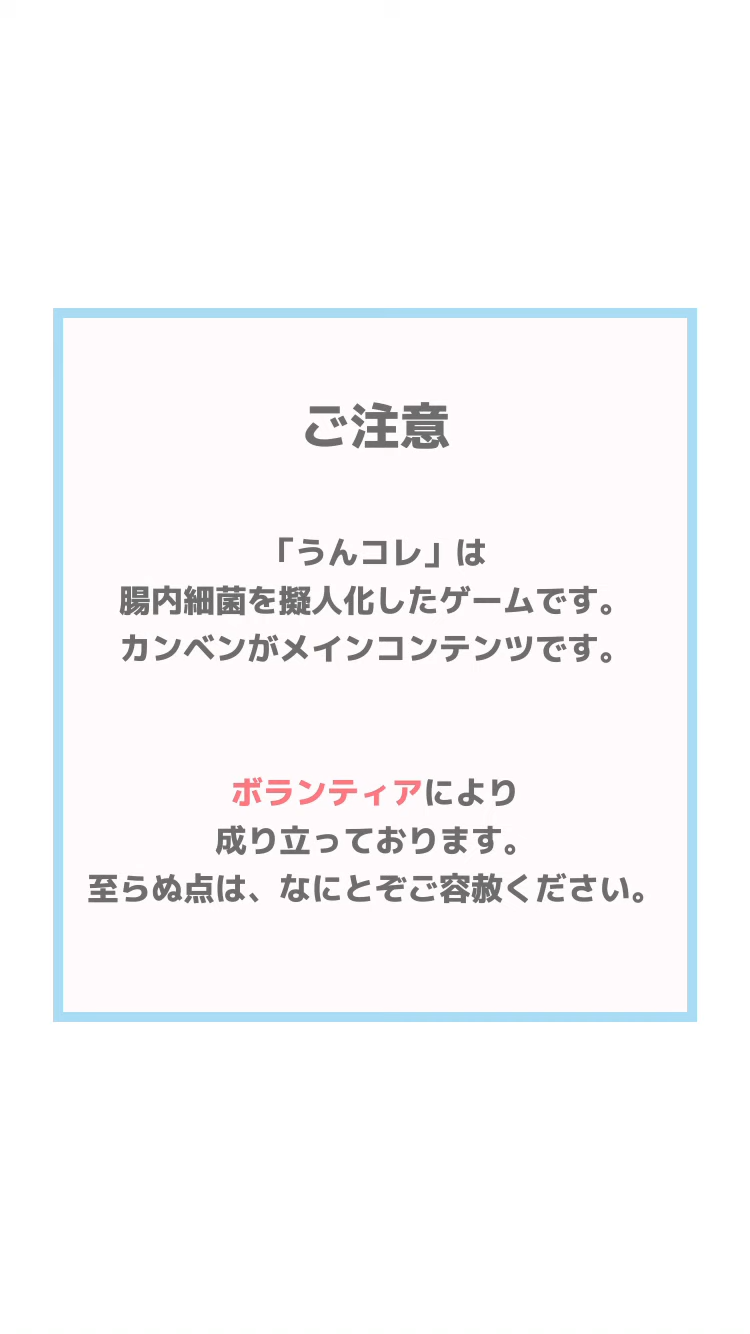 ご注意
「うんコレ」は
腸内細菌を擬人化したゲームです。
カンベンがメインコンテンツです。
ボランティアにより
成り立っております。
至らぬ点は、なにとぞご容赦ください。